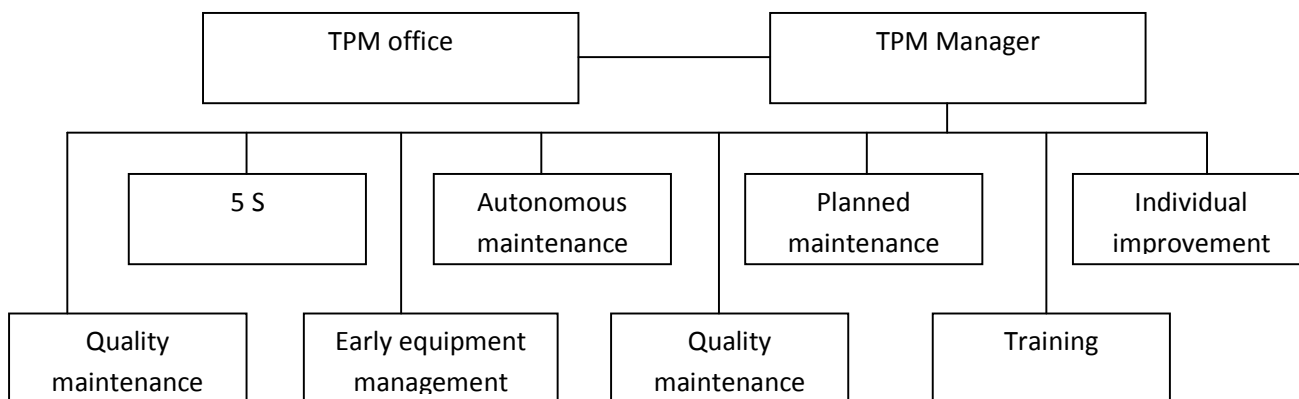 TPM office
TPM Manager
5 S
Autonomous
maintenance
Planned
maintenance
Individual
improvement
Quality
maintenance
Early equipment
management
Quality
maintenance
Training